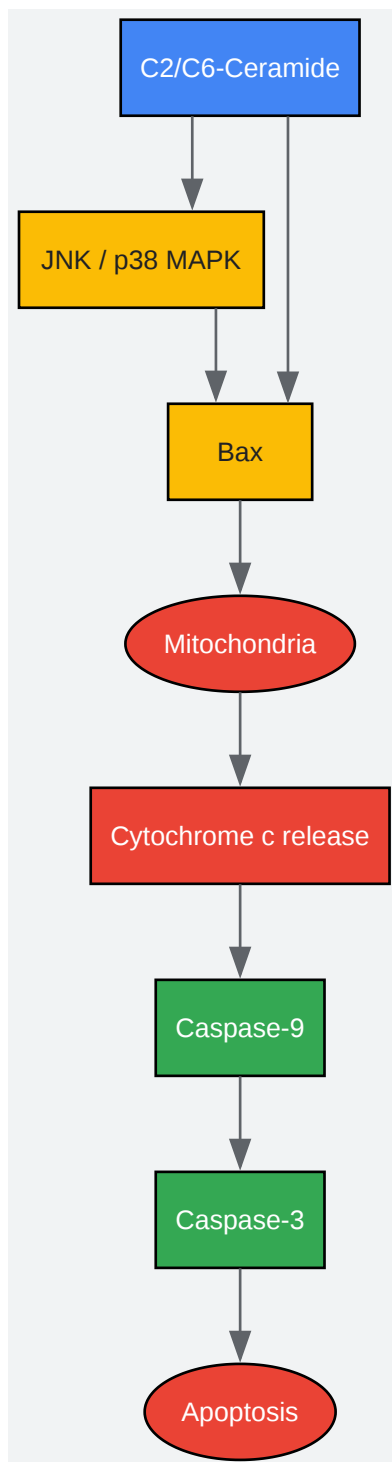 C2/C6-Ceramide
JNK / p38 MAPK
Bax
Mitochondria
Cytochrome c release
Caspase-9
Caspase-3
Apoptosis